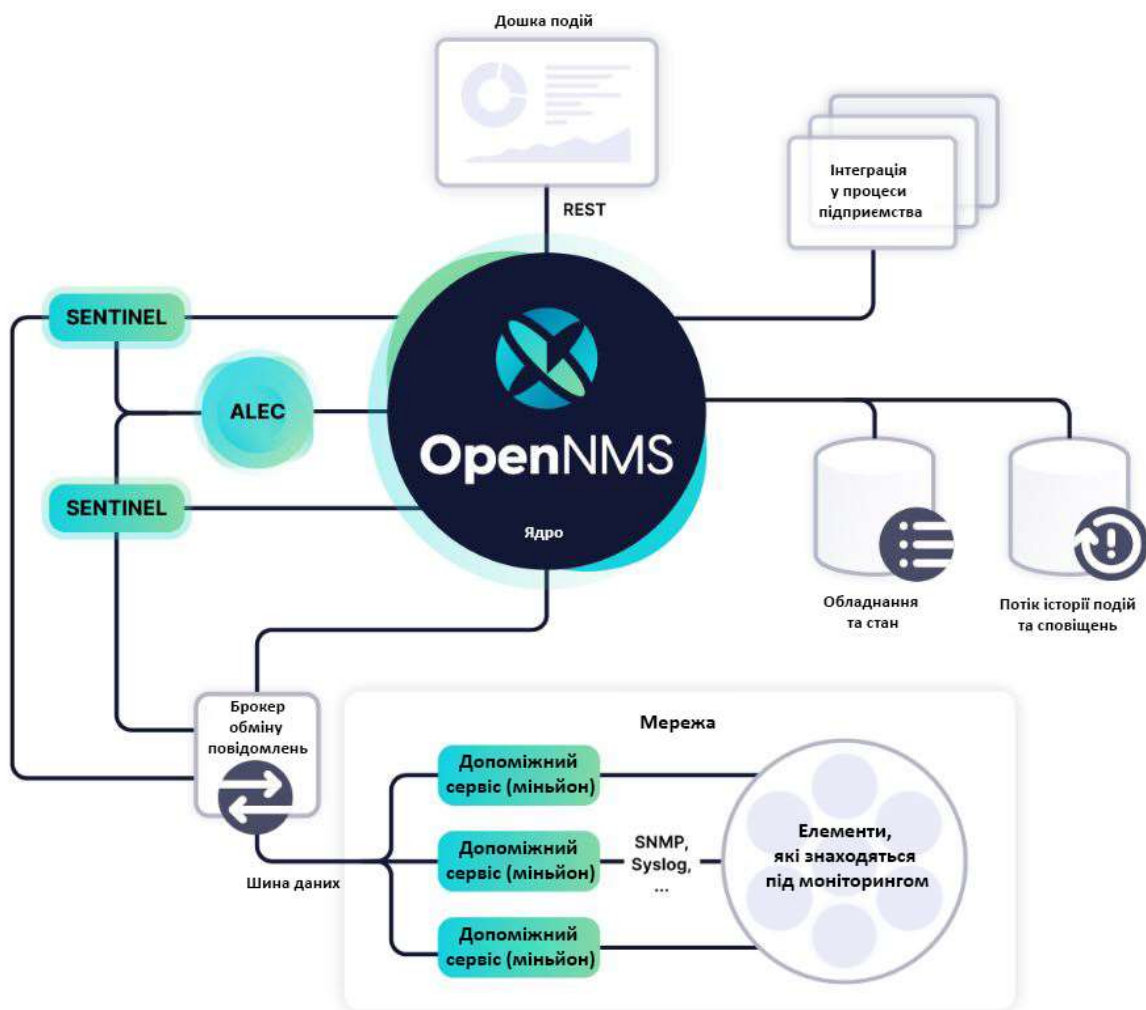 Дошка подій
REST
Інтеграція
у процеси
підприємства
SENTINEL
ALEC
SENTINEL
OpenNMS
Ядро
Обладнання
та стан
Потік історії подій
та сповіщень
Брокер
обміну
повідомлень
Шина даних
Мережа
Допоміжний
сервіс (міньйон)
Допоміжний
сервіс (міньйон)
Допоміжний
сервіс (міньйон)
SNMP,
Syslog,
...
Елементи,
які знаходяться
під моніторингом